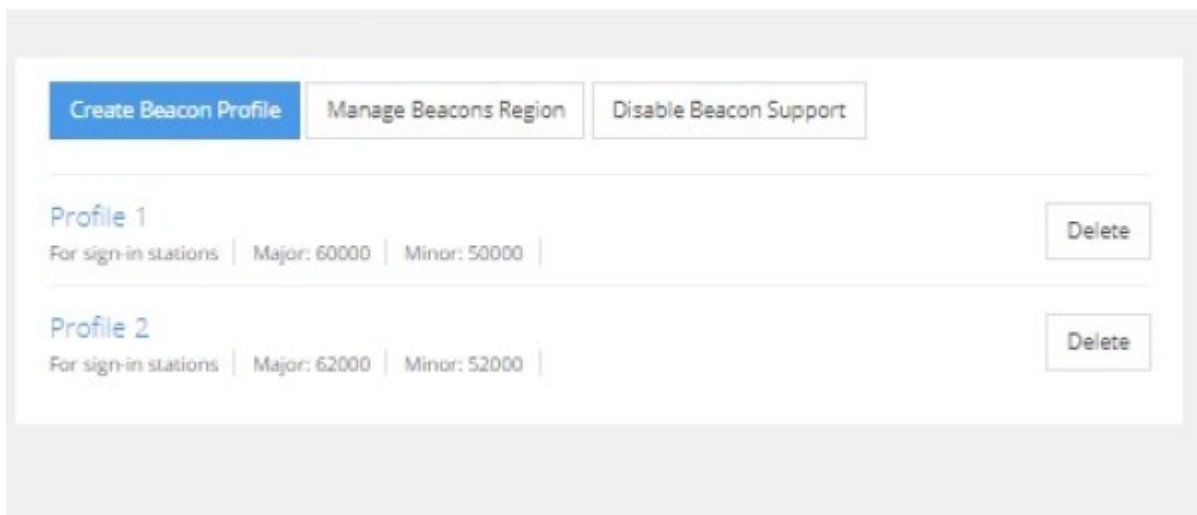 Create Beacon Profile Manage Beacons Region Disable Beacon Support
Profile 1
For sign-in stations Major: 60000 Minor: 50000
Delete
Profile 2
For sign-in stations Major: 62000 Minor: 52000
Delete